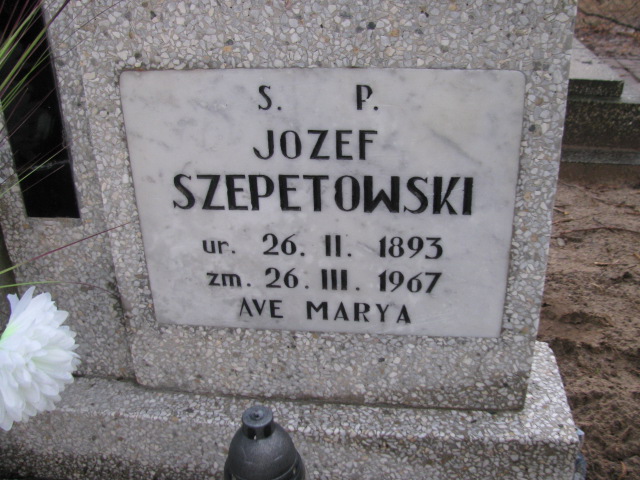 S. P.
JOZEF
SZEPETOWSKI
ur. 26. II. 1893
zm. 26. III. 1967
AVE MARYA